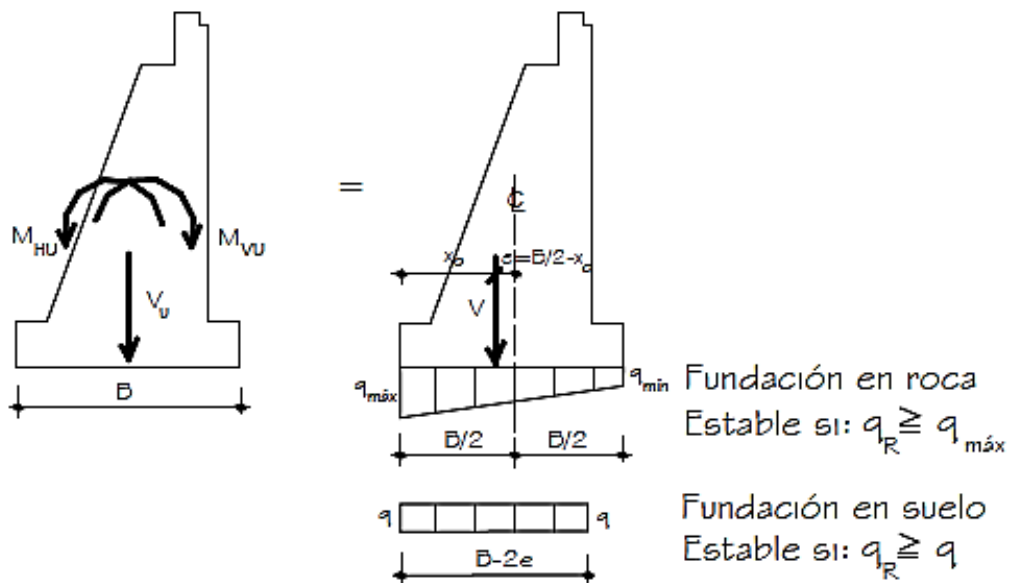 M_HU
M_VU
V_U
B
=
℄
x_o
e=B/2-x_o
V
q_máx
q_mín
B/2
B/2
Fundación en roca
Estable si: q_R ≧ q_máx
q
q
B-2e
Fundación en suelo
Estable si: q_R ≧ q